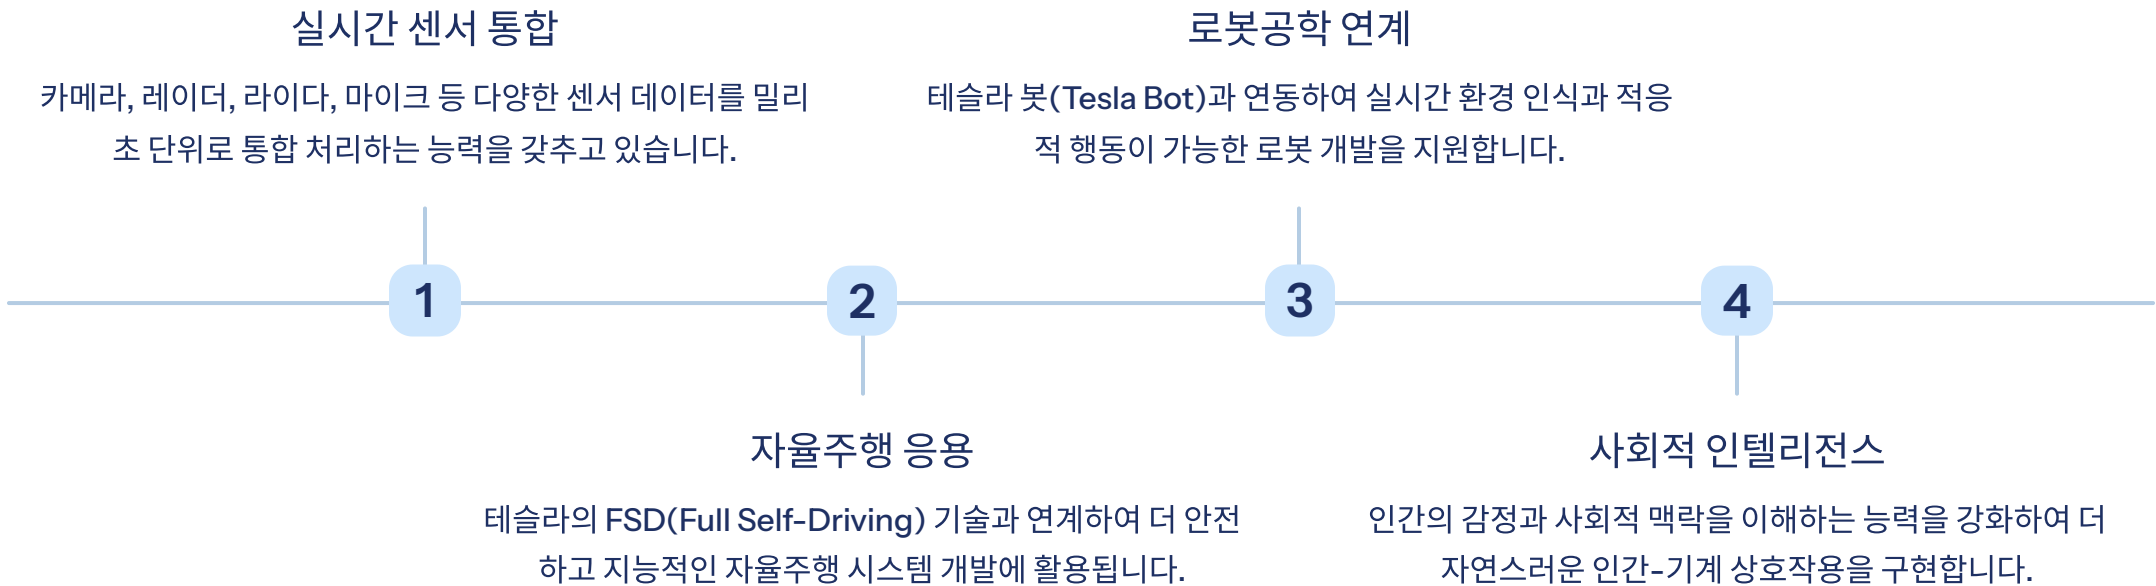 실시간 센서 통합
카메라, 레이더, 라이다, 마이크 등 다양한 센서 데이터를 밀리
초 단위로 통합 처리하는 능력을 갖추고 있습니다.
1
2
자율주행 응용
테슬라의 FSD(Full Self-Driving) 기술과 연계하여 더 안전
하고 지능적인 자율주행 시스템 개발에 활용됩니다.
로봇공학 연계
테슬라 봇(Tesla Bot)과 연동하여 실시간 환경 인식과 적응
적 행동이 가능한 로봇 개발을 지원합니다.
3
4
사회적 인텔리전스
인간의 감정과 사회적 맥락을 이해하는 능력을 강화하여 더
자연스러운 인간-기계 상호작용을 구현합니다.